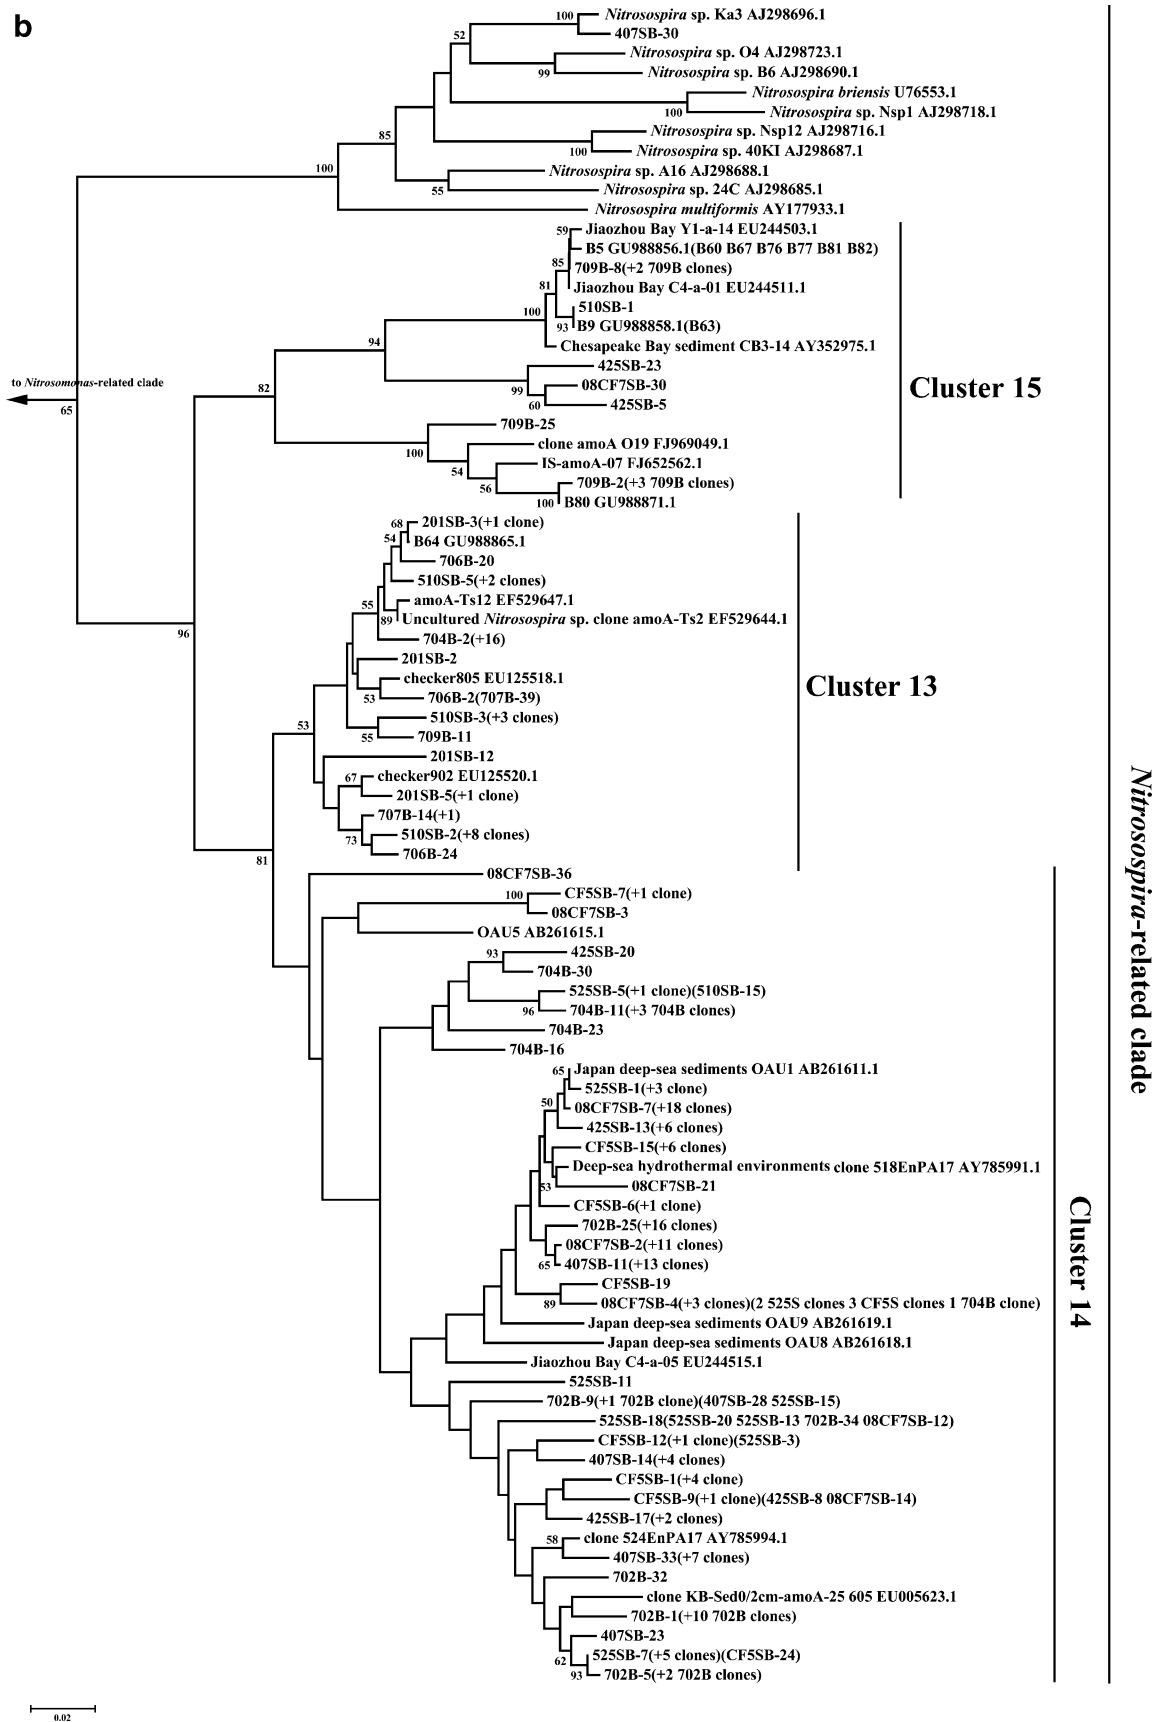 b
100
Nitrosospira sp. Ka3 AJ298696.1
407SB-30
52
Nitrosospira sp. O4 AJ298723.1
99
Nitrosospira sp. B6 AJ298690.1
Nitrosospira briensis U76553.1
100
Nitrosospira sp. Nsp1 AJ298718.1
85
Nitrosospira sp. Nsp12 AJ298716.1
100
Nitrosospira sp. 40KI AJ298687.1
100
Nitrosospira sp. A16 AJ298688.1
55
Nitrosospira sp. 24C AJ298685.1
Nitrosospira multiformis AY177933.1
59
Jiaozhou Bay Y1-a-14 EU244503.1
B5 GU988856.1(B60 B67 B76 B77 B81 B82)
85
709B-8(+2 709B clones)
81
Jiaozhou Bay C4-a-01 EU244511.1
100
510SB-1
93
B9 GU988858.1(B63)
94
Chesapeake Bay sediment CB3-14 AY352975.1
425SB-23
99
08CF7SB-30
60
425SB-5
to Nitrosomonas-related clade
65
82
Cluster 15
709B-25
100
clone amoA O19 FJ969049.1
54
IS-amoA-07 FJ652562.1
56
709B-2(+3 709B clones)
100
B80 GU988871.1
68
201SB-3(+1 clone)
54
B64 GU988865.1
706B-20
510SB-5(+2 clones)
55
amoA-Ts12 EF529647.1
89
Uncultured Nitrosospira sp. clone amoA-Ts2 EF529644.1
96
704B-2(+16)
201SB-2
checker805 EU125518.1
53
706B-2(707B-39)
Cluster 13
53
510SB-3(+3 clones)
55
709B-11
201SB-12
67
checker902 EU125520.1
201SB-5(+1 clone)
707B-14(+1)
73
510SB-2(+8 clones)
706B-24
81
08CF7SB-36
100
CF5SB-7(+1 clone)
08CF7SB-3
OAU5 AB261615.1
93
425SB-20
704B-30
525SB-5(+1 clone)(510SB-15)
96
704B-11(+3 704B clones)
704B-23
704B-16
Nitrosospira-related clade
65
Japan deep-sea sediments OAU1 AB261611.1
525SB-1(+3 clone)
50
08CF7SB-7(+18 clones)
425SB-13(+6 clones)
CF5SB-15(+6 clones)
Deep-sea hydrothermal environments clone 518EnPA17 AY785991.1
53
08CF7SB-21
CF5SB-6(+1 clone)
702B-25(+16 clones)
08CF7SB-2(+11 clones)
65
407SB-11(+13 clones)
CF5SB-19
89
08CF7SB-4(+3 clones)(2 525S clones 3 CF5S clones 1 704B clone)
Cluster 14
Japan deep-sea sediments OAU9 AB261619.1
Japan deep-sea sediments OAU8 AB261618.1
Jiaozhou Bay C4-a-05 EU244515.1
525SB-11
702B-9(+1 702B clone)(407SB-28 525SB-15)
525SB-18(525SB-20 525SB-13 702B-34 08CF7SB-12)
CF5SB-12(+1 clone)(525SB-3)
407SB-14(+4 clones)
CF5SB-1(+4 clone)
CF5SB-9(+1 clone)(425SB-8 08CF7SB-14)
425SB-17(+2 clones)
58
clone 524EnPA17 AY785994.1
407SB-33(+7 clones)
702B-32
clone KB-Sed0/2cm-amoA-25 605 EU005623.1
702B-1(+10 702B clones)
407SB-23
62
525SB-7(+5 clones)(CF5SB-24)
93
702B-5(+2 702B clones)
0.02